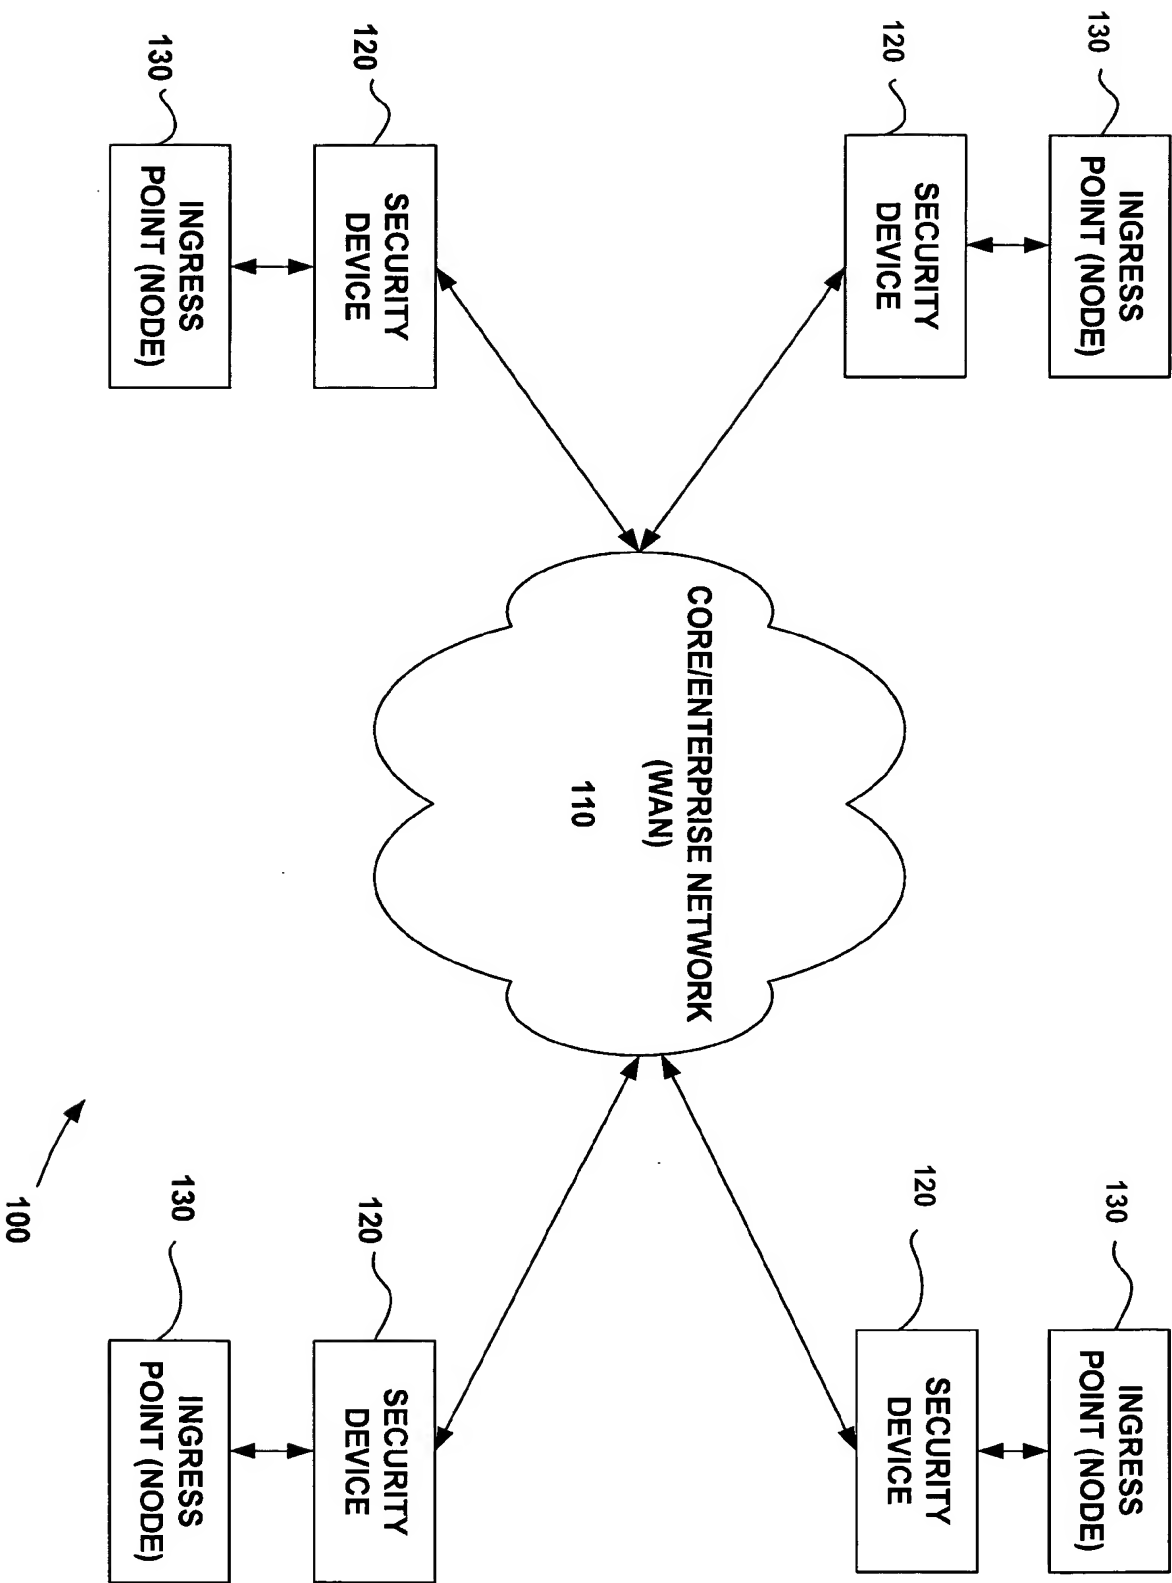 130
INGRESS
POINT (NODE)
130
INGRESS
POINT (NODE)
120
SECURITY
DEVICE
120
SECURITY
DEVICE
CORE/ENTERPRISE NETWORK
(WAN)
110
120
SECURITY
DEVICE
120
SECURITY
DEVICE
130
INGRESS
POINT (NODE)
130
INGRESS
POINT (NODE)
100